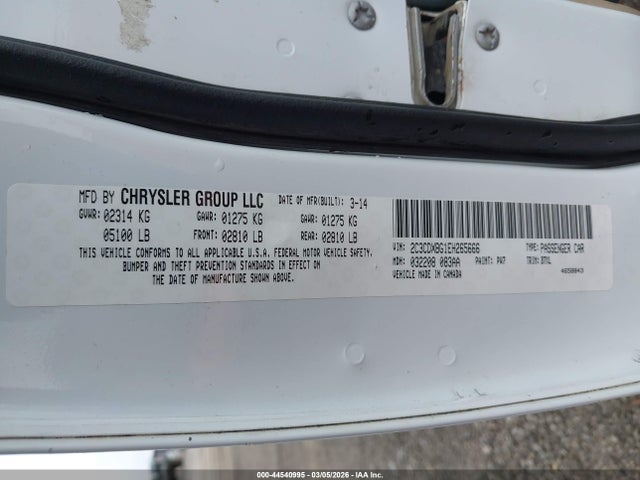 MFD BY CHRYSLER GROUP LLC DATE OF MFR(BUILT): 3-14
GVWR: 02314 KG GAWR: 01275 KG GAWR: 01275 KG
05100 LB FRONT: 02810 LB REAR: 02810 LB
THIS VEHICLE CONFORMS TO ALL APPLICABLE U.S.A. FEDERAL MOTOR VEHICLE SAFETY,
BUMPER AND THEFT PREVENTION STANDARDS IN EFFECT ON
THE DATE OF MANUFACTURE SHOWN ABOVE.
VIN: 2C3CDXBG1EH265666 TYPE: PASSENGER CAR
MDH: 032208 083AA PAINT: PW7 TRIM:
VEHICLE MADE IN CANADA
000-44540995 | 03/05/2026 | IAA Inc.